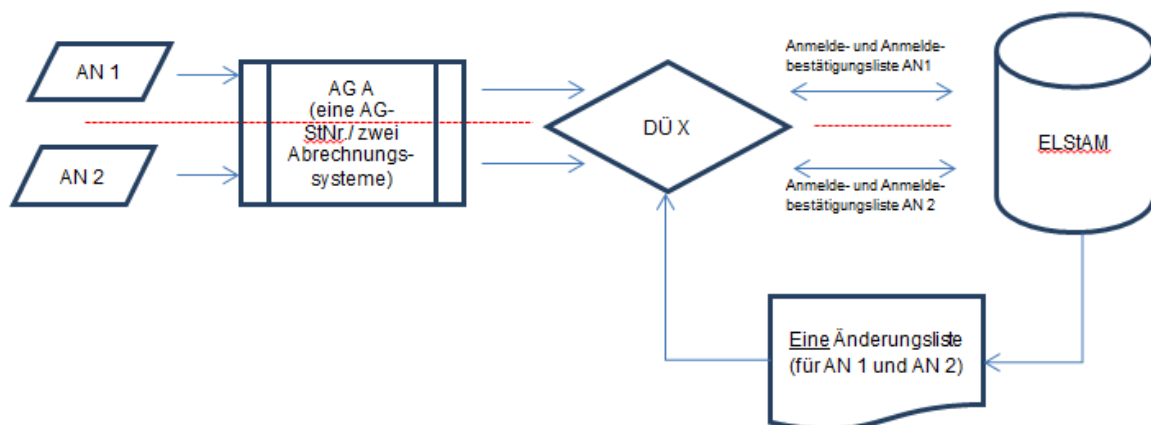 AN 1
AN 2
AG A
(eine AG-
StNr./ zwei
Abrechnungs-
systeme)
DÜ X
Anmelde- und Anmelde-
bestätigungsliste AN1
Anmelde- und Anmelde-
bestätigungsliste AN 2
ELStAM
Eine Änderungsliste
(für AN 1 und AN 2)